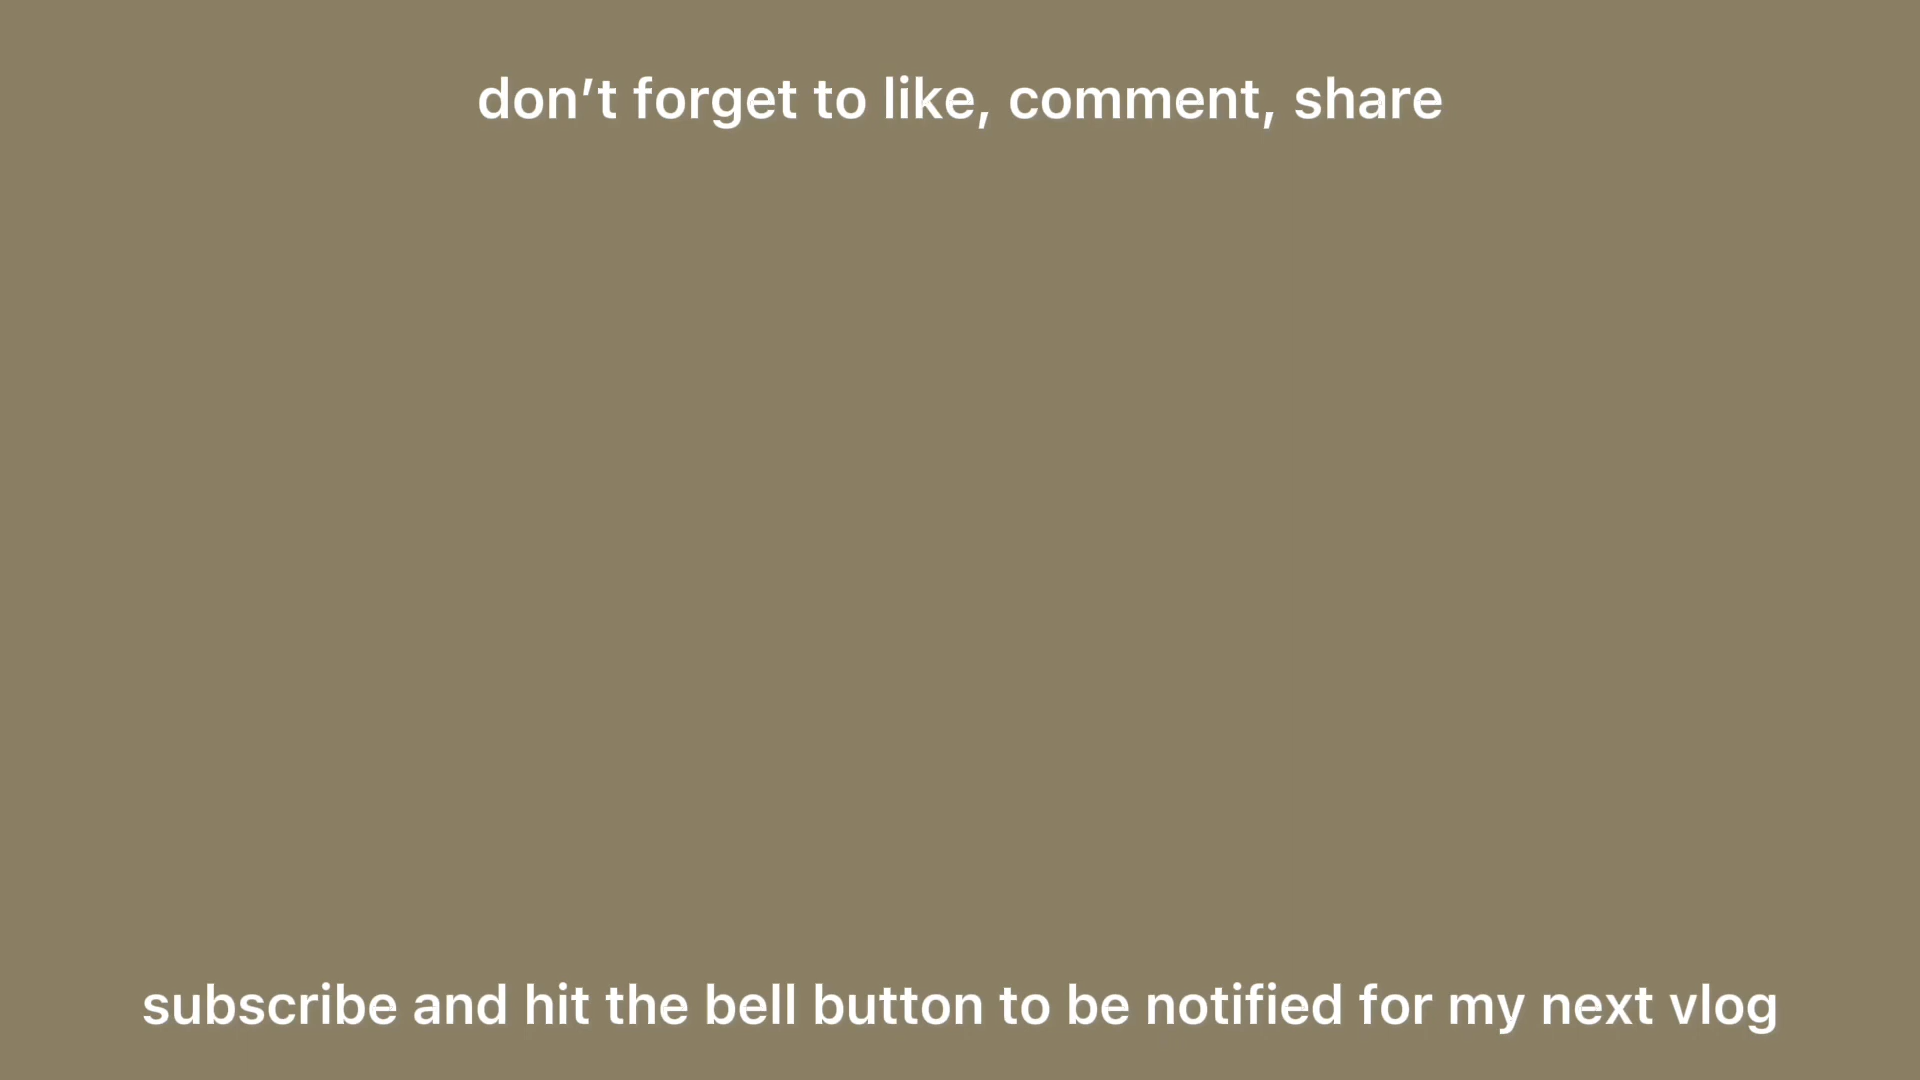 don’t forget to like, comment, share
subscribe and hit the bell button to be notified for my next vlog